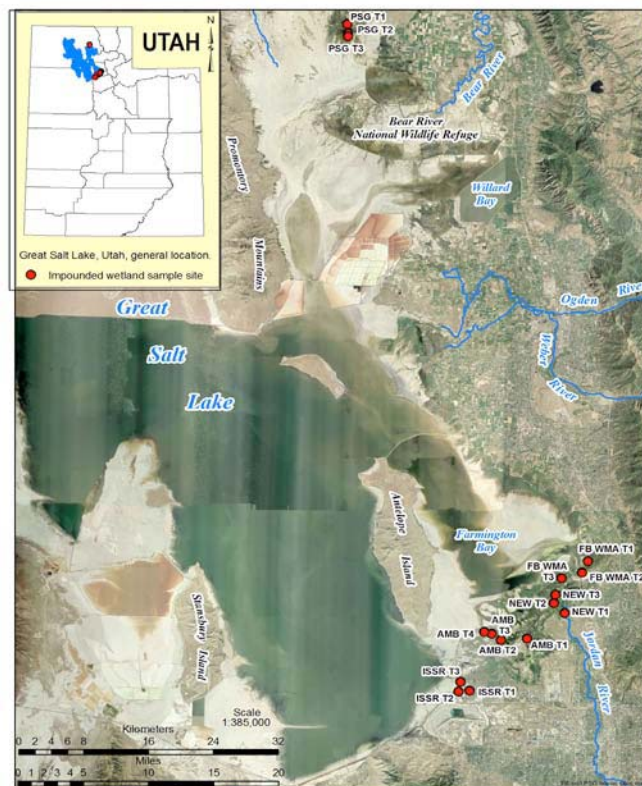 UTAH
N
Great Salt Lake, Utah, general location.
Impounded wetland sample site
PSG T1
PSG T2
PSG T3
Bear River
Bear River
National Wildlife Refuge
Promontory
Mountains
Willard
Bay
Ogden River
Weber
River
Great
Salt
Lake
Antelope
Island
Stansbury Island
Farmington
Bay
FB WMA T1
FB WMA
T3
FB WMA T2
NEW T3
NEW T2
NEW T1
AMB
T3
AMB T4
AMB T2
AMB T1
ISSR T3
ISSR T2
ISSR T1
Jordan
River
Scale
1:385,000
Kilometers
0 2 4 8 16 24 32
Miles
0 1 2 3 4 5 10 15 20